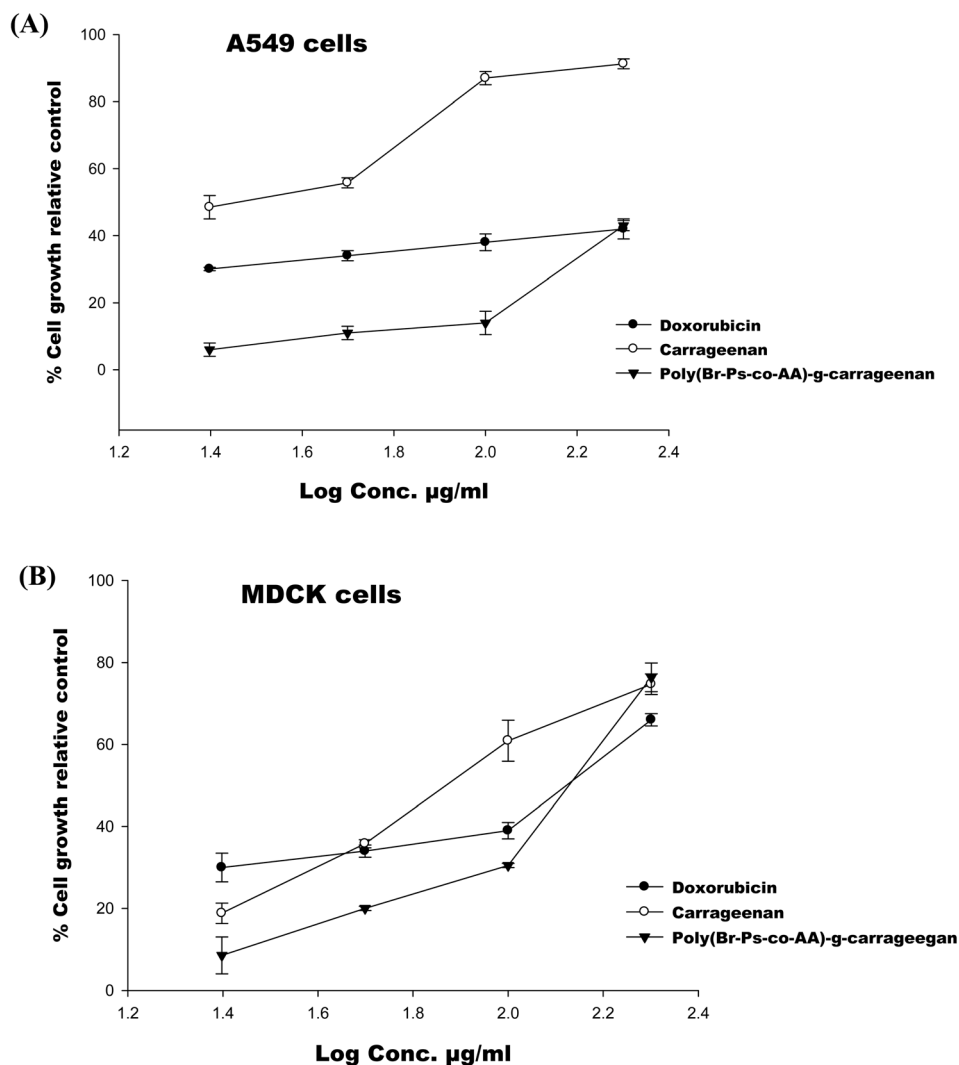 (A)
A549 cells
% Cell growth relative control
100
80
60
40
20
0
1.2 1.4 1.6 1.8 2.0 2.2 2.4
Log Conc. µg/ml
Doxorubicin
Carrageenan
Poly(Br-Ps-co-AA)-g-carrageenan
(B)
MDCK cells
% Cell growth relative control
100
80
60
40
20
0
1.2 1.4 1.6 1.8 2.0 2.2 2.4
Log Conc. µg/ml
Doxorubicin
Carrageenan
Poly(Br-Ps-co-AA)-g-carrageegan